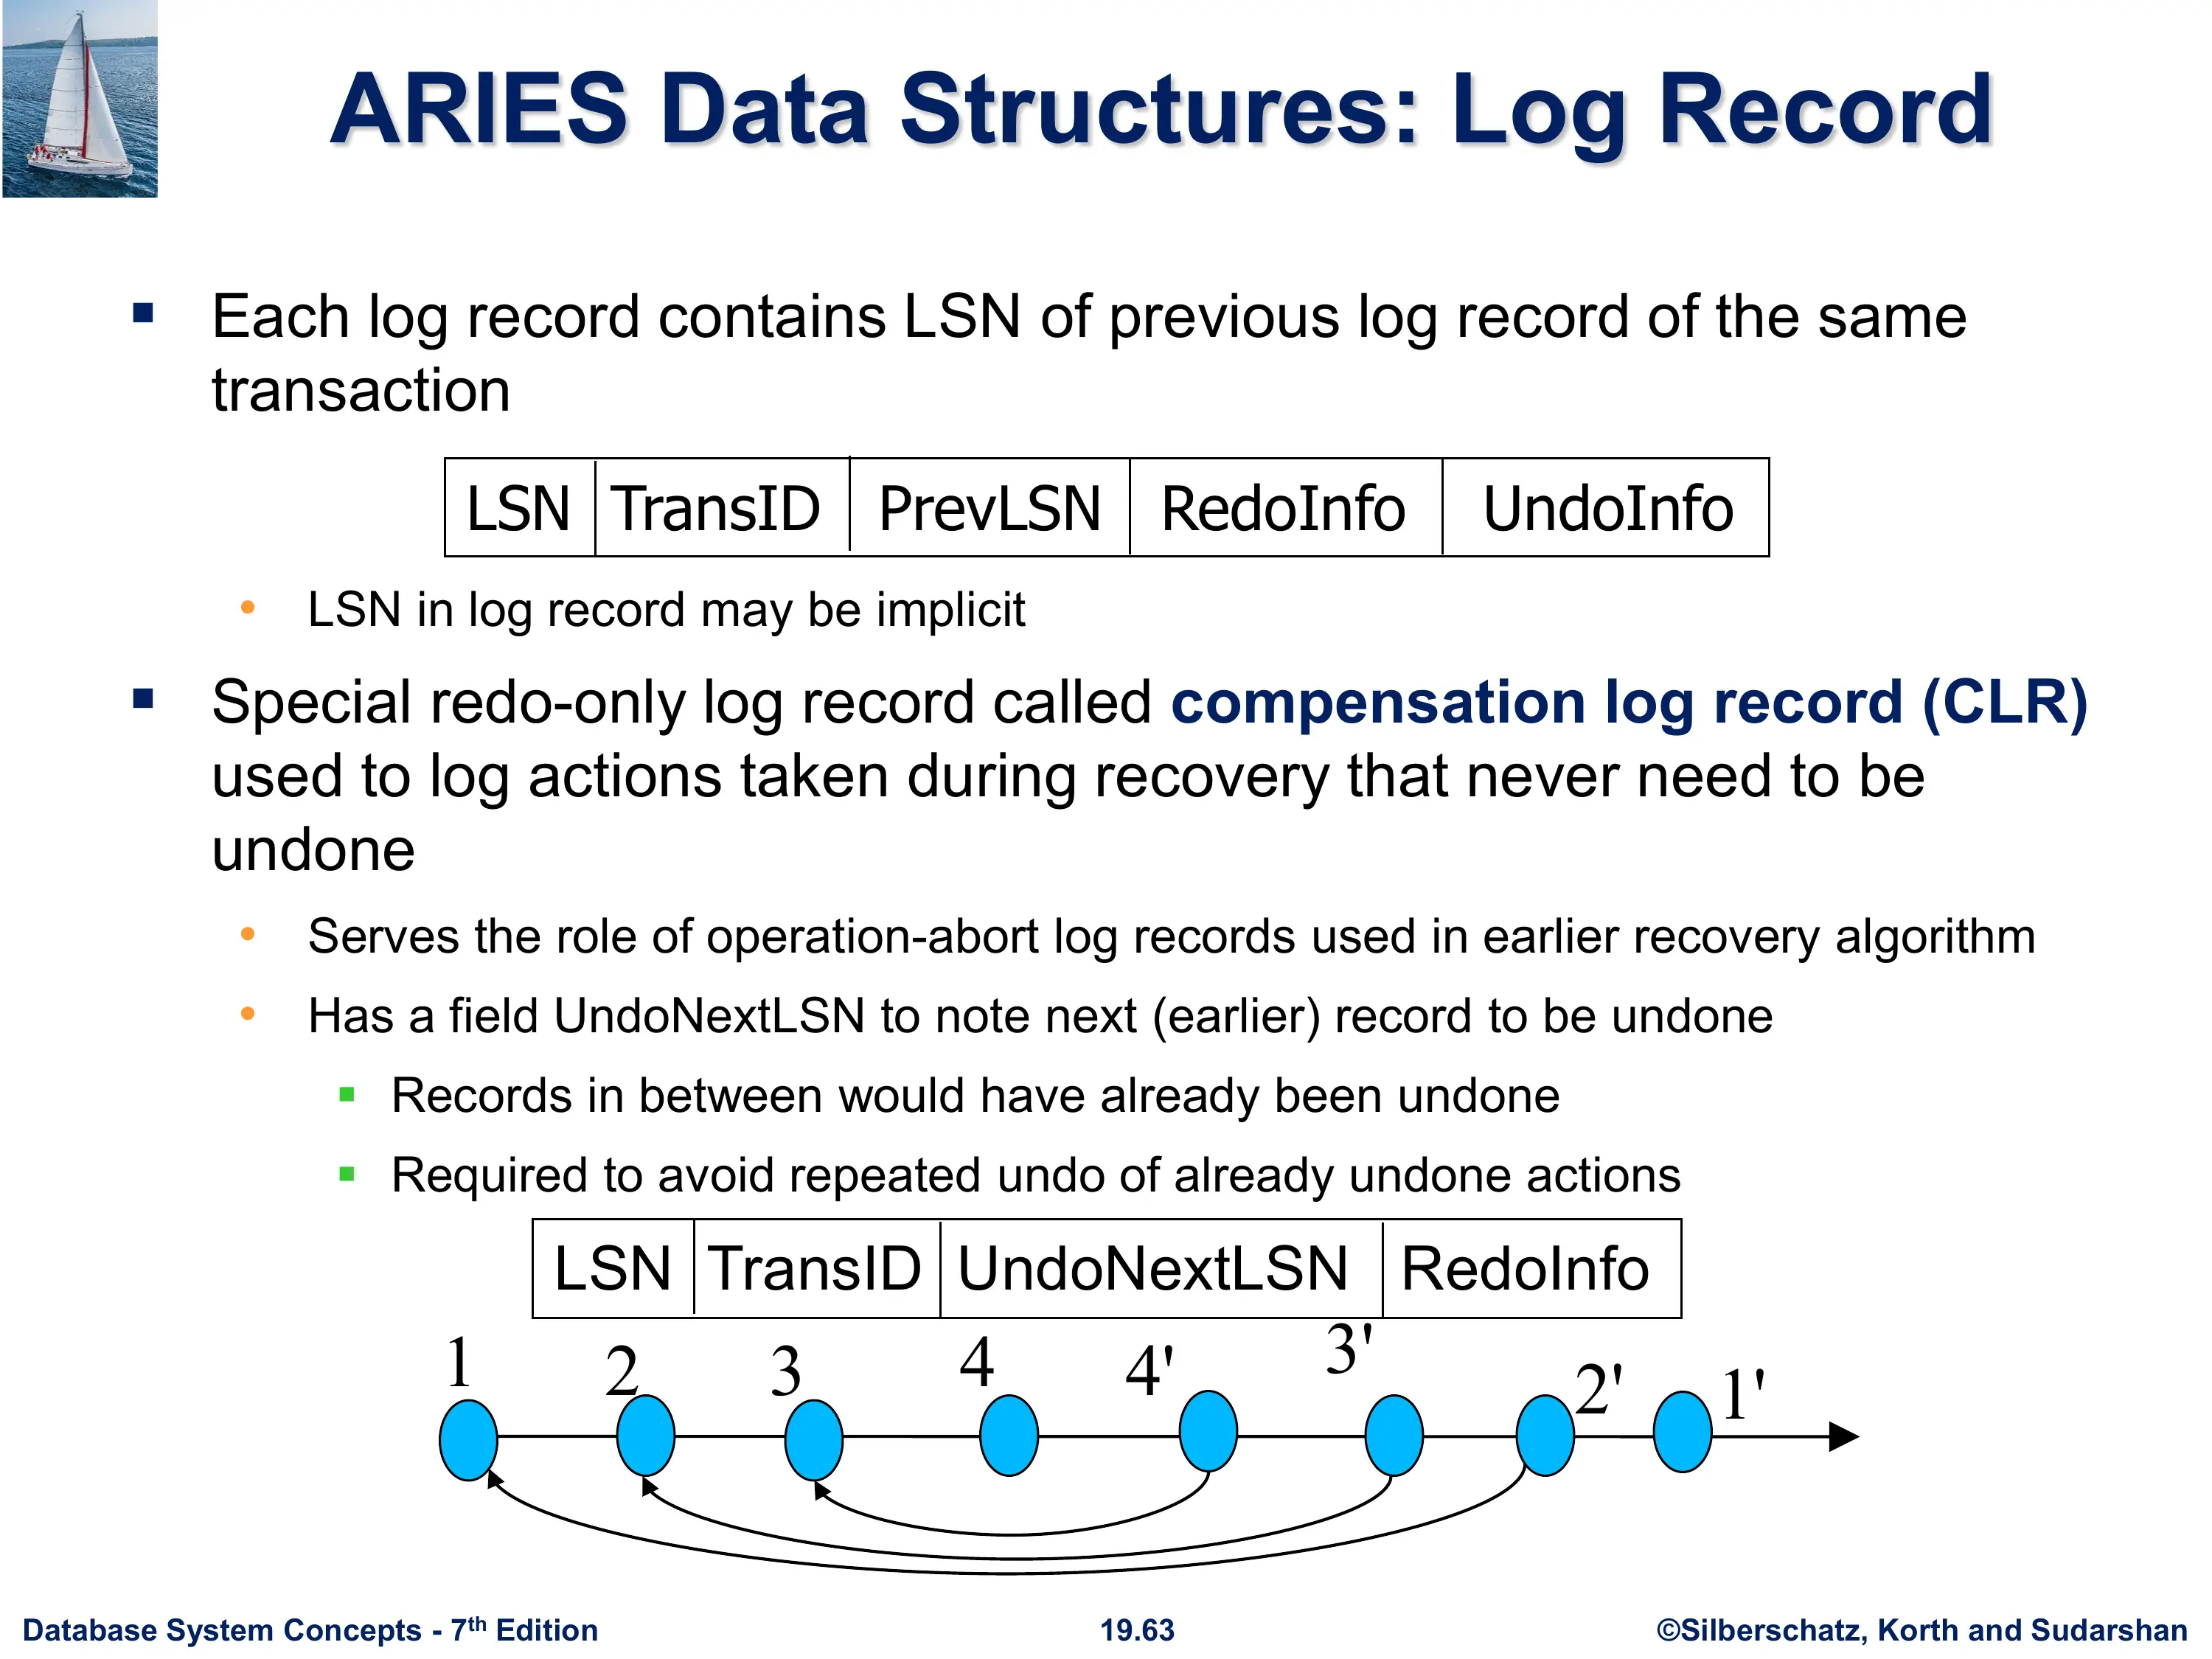 ARIES Data Structures: Log Record
▪ Each log record contains LSN of previous log record of the same
transaction
LSN TransID PrevLSN RedoInfo UndoInfo
• LSN in log record may be implicit
▪ Special redo-only log record called compensation log record (CLR)
used to log actions taken during recovery that never need to be
undone
• Serves the role of operation-abort log records used in earlier recovery algorithm
• Has a field UndoNextLSN to note next (earlier) record to be undone
▪ Records in between would have already been undone
▪ Required to avoid repeated undo of already undone actions
LSN TransID UndoNextLSN RedoInfo
1 2 3 4 4' 3' 2' 1'
Database System Concepts - 7th Edition 19.63 ©Silberschatz, Korth and Sudarshan